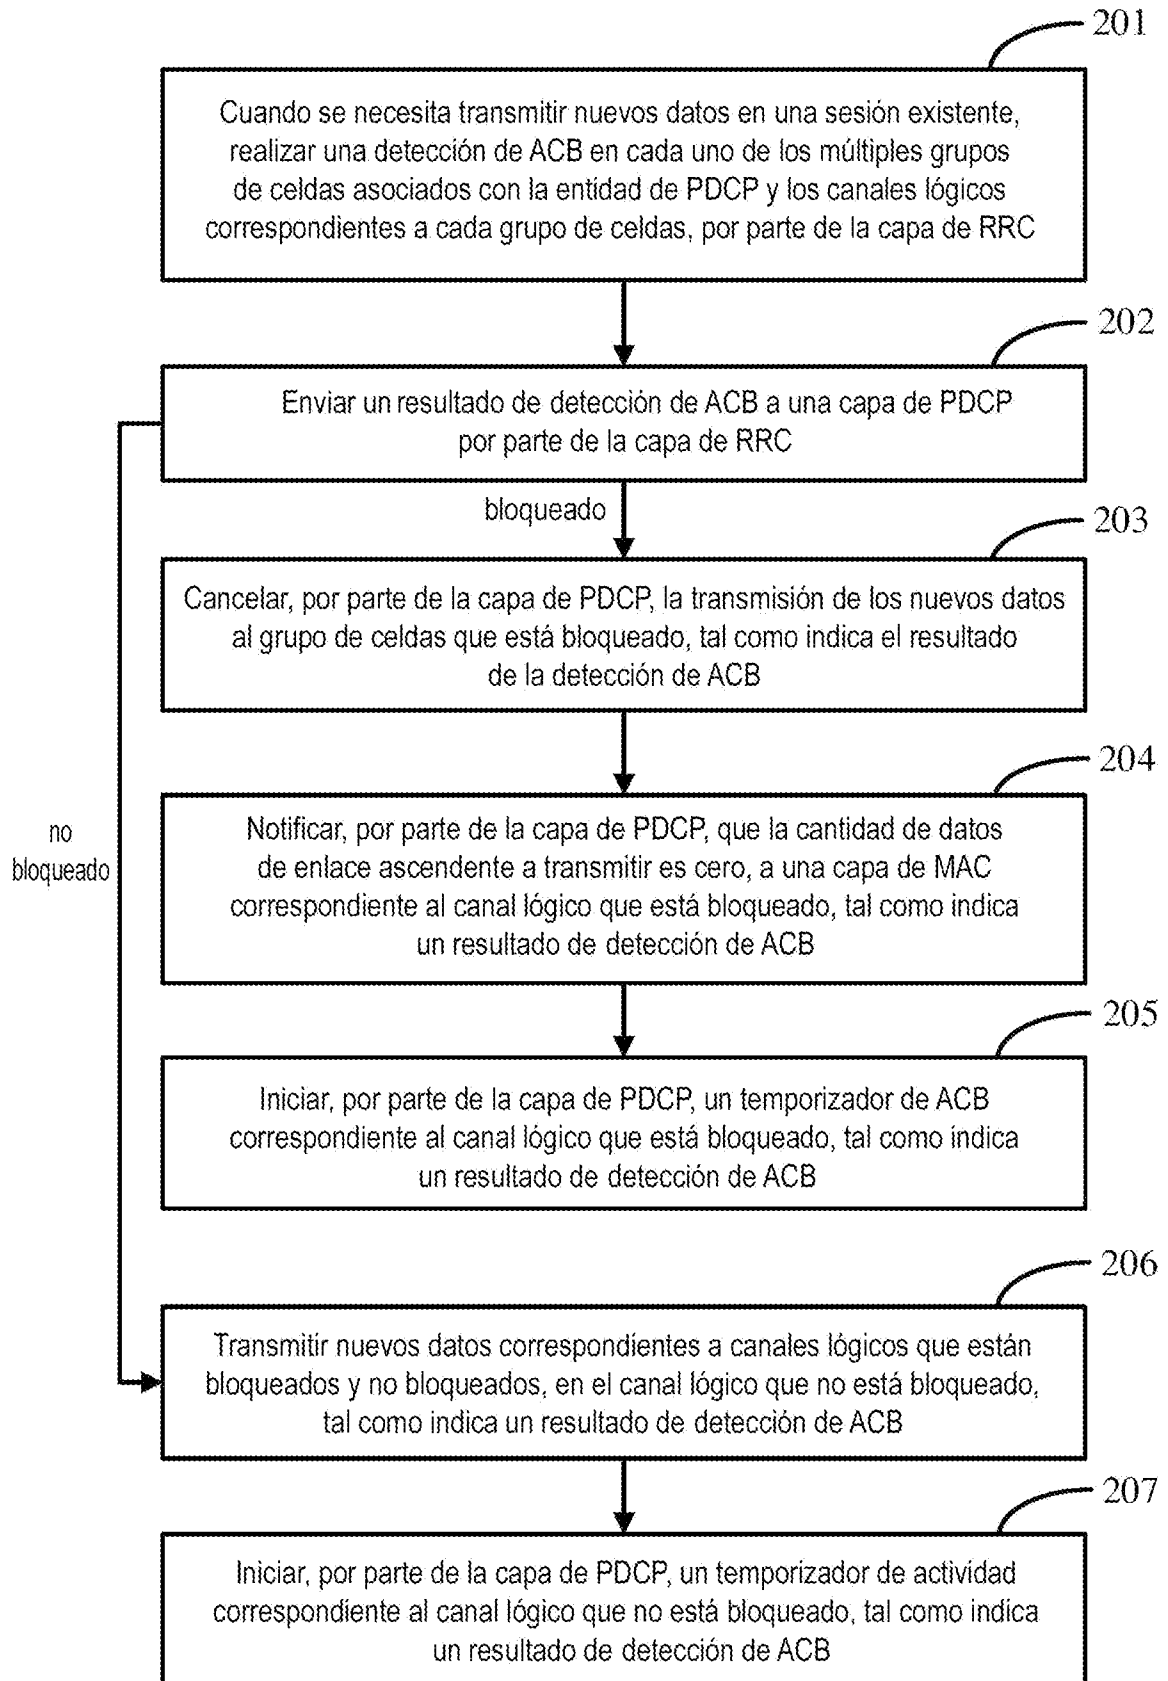 201
Cuando se necesita transmitir nuevos datos en una sesión existente,
realizar una detección de ACB en cada uno de los múltiples grupos
de celdas asociados con la entidad de PDCP y los canales lógicos
correspondientes a cada grupo de celdas, por parte de la capa de RRC
202
Enviar un resultado de detección de ACB a una capa de PDCP
por parte de la capa de RRC
bloqueado
203
Cancelar, por parte de la capa de PDCP, la transmisión de los nuevos datos
al grupo de celdas que está bloqueado, tal como indica el resultado
de la detección de ACB
204
Notificar, por parte de la capa de PDCP, que la cantidad de datos
de enlace ascendente a transmitir es cero, a una capa de MAC
correspondiente al canal lógico que está bloqueado, tal como indica
un resultado de detección de ACB
no
bloqueado
205
Iniciar, por parte de la capa de PDCP, un temporizador de ACB
correspondiente al canal lógico que está bloqueado, tal como indica
un resultado de detección de ACB
206
Transmitir nuevos datos correspondientes a canales lógicos que están
bloqueados y no bloqueados, en el canal lógico que no está bloqueado,
tal como indica un resultado de detección de ACB
207
Iniciar, por parte de la capa de PDCP, un temporizador de actividad
correspondiente al canal lógico que no está bloqueado, tal como indica
un resultado de detección de ACB